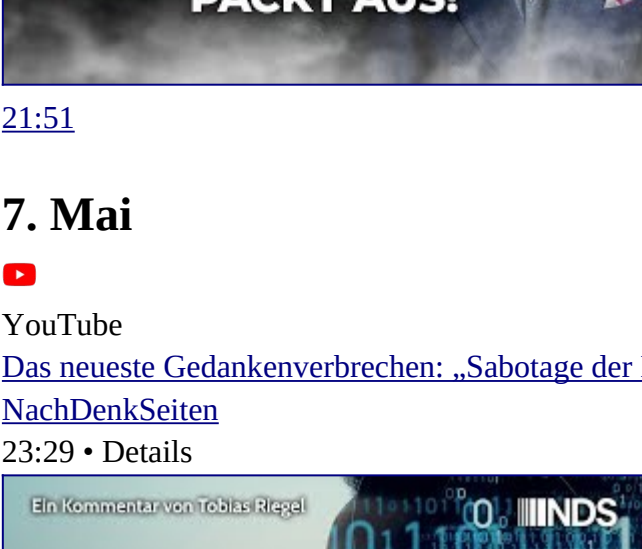 PACKT AUS!
21:51
7. Mai
YouTube
Das neueste Gedankenverbrechen: „Sabotage der
NachDenkSeiten
23:29 • Details
Ein Kommentar von Tobias Riegel
NDS